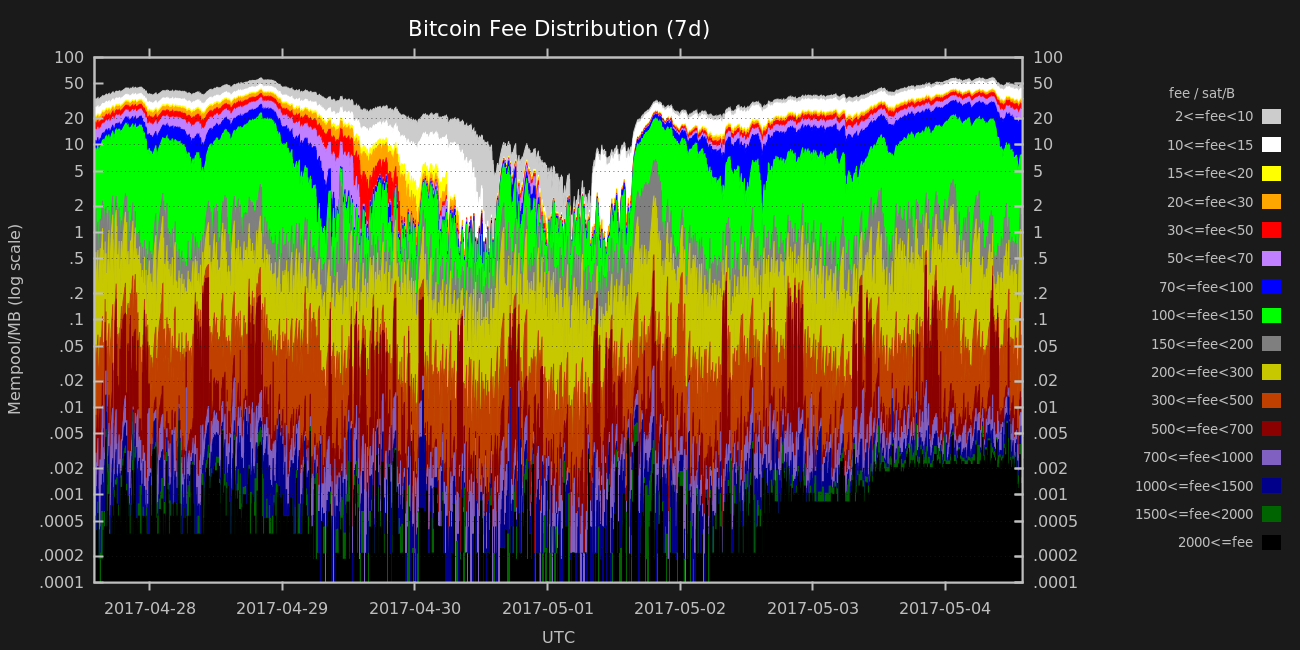 Bitcoin Fee Distribution (7d)
Mempool/MB (log scale)
100
50
20
10
5
2
1
.5
.2
.1
.05
.02
.01
.005
.002
.001
.0005
.0002
.0001
100
50
20
10
5
2
1
.5
.2
.1
.05
.02
.01
.005
.002
.001
.0005
.0002
.0001
fee / sat/B
2<=fee<10
10<=fee<15
15<=fee<20
20<=fee<30
30<=fee<50
50<=fee<70
70<=fee<100
100<=fee<150
150<=fee<200
200<=fee<300
300<=fee<500
500<=fee<700
700<=fee<1000
1000<=fee<1500
1500<=fee<2000
2000<=fee
2017-04-28 2017-04-29 2017-04-30 2017-05-01 2017-05-02 2017-05-03 2017-05-04
UTC